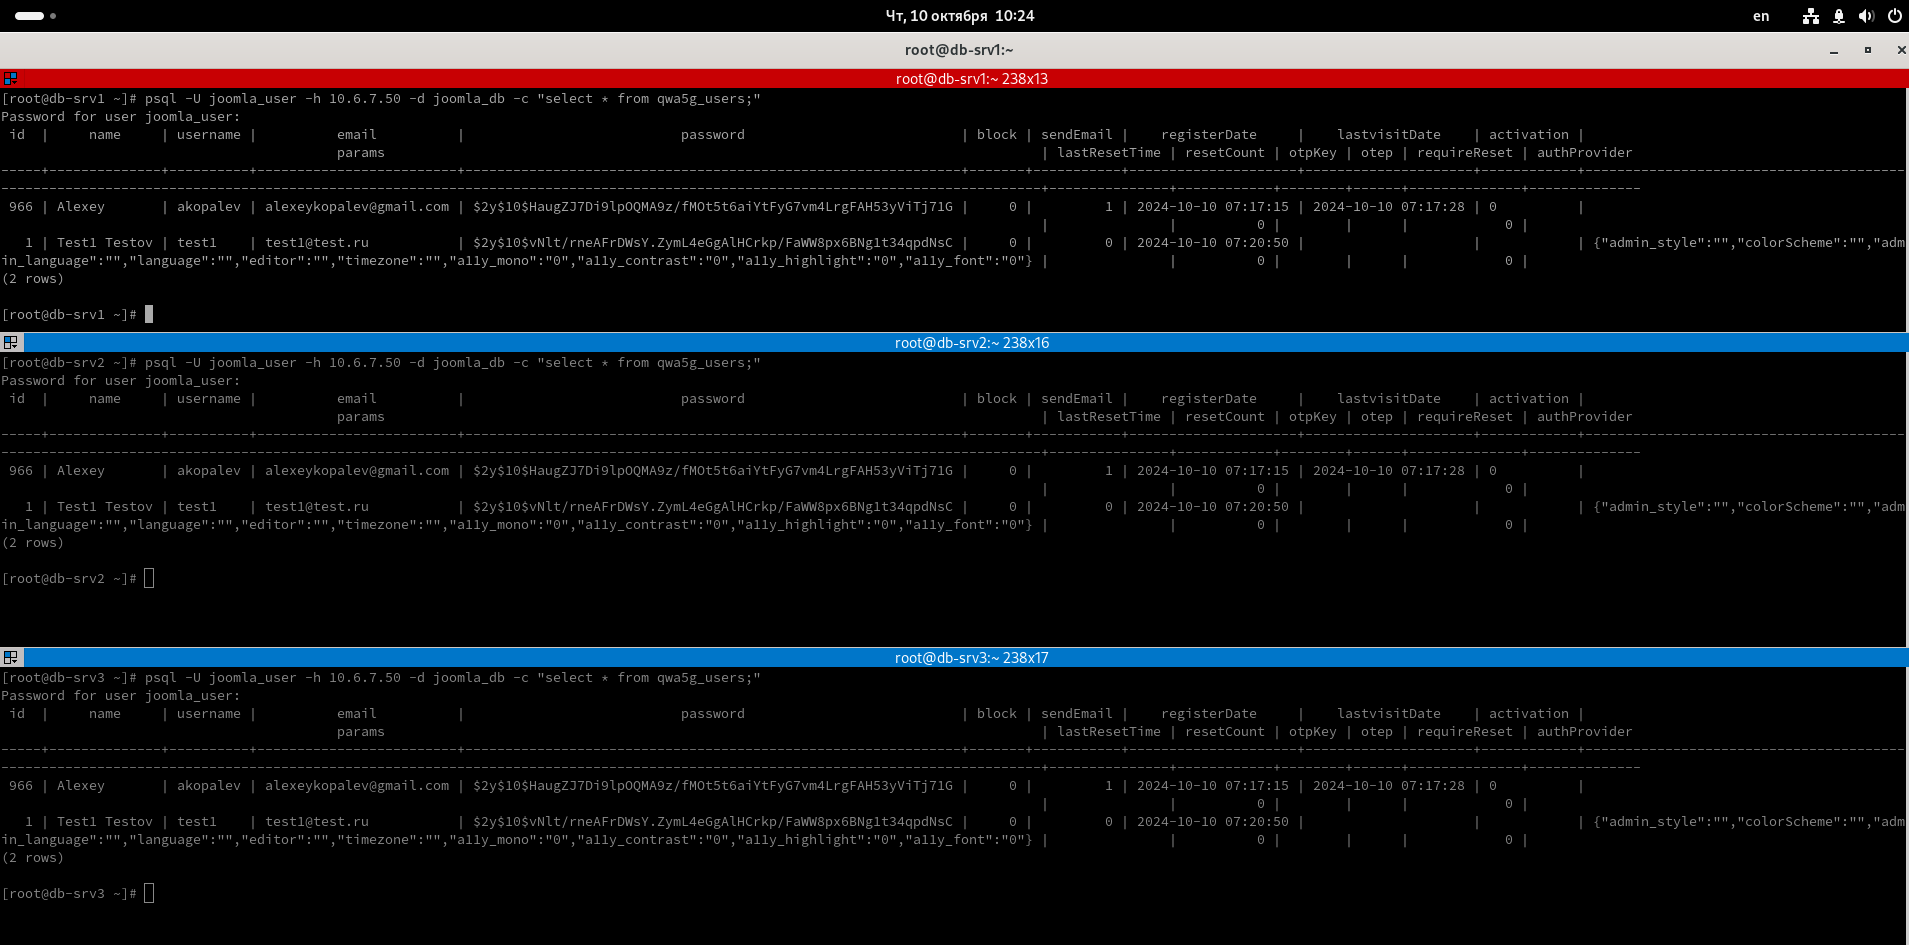 Чт, 10 октября 10:24
en
root@db-srv1:~
root@db-srv1:~ 238x13
[root@db-srv1 ~]# psql -U joomla_user -h 10.6.7.50 -d joomla_db -c "select * from qwa5g_users;"
Password for user joomla_user:
id | name | username | email | password | block | sendEmail | registerDate | lastvisitDate | activation |
params | lastResetTime | resetCount | otpKey | otep | requireReset | authProvider
966 | Alexey | akopalev | alexeykopalev@gmail.com | $2y$10$HaugZJ7Di9lpOQMA9z/fMOt5t6aiYtFyG7vm4LrgFAH53yViTj71G | 0 | 1 | 2024-10-10 07:17:15 | 2024-10-10 07:17:28 | 0 |
| | 0 | | | 0 |
1 | Test1 Testov | test1 | test1@test.ru | $2y$10$vNlt/rneAFrDWsY.ZymL4eGgAlHCrkp/FaWW8px6BNg1t34qpdNsC | 0 | 0 | 2024-10-10 07:20:50 | | | {"admin_style":"","colorScheme":"","adm
in_language":"","language":"","editor":"","timezone":"","a11y_mono":"0","a11y_contrast":"0","a11y_highlight":"0","a11y_font":"0"} | | 0 | | | 0 |
(2 rows)
[root@db-srv1 ~]#
root@db-srv2:~ 238x16
[root@db-srv2 ~]# psql -U joomla_user -h 10.6.7.50 -d joomla_db -c "select * from qwa5g_users;"
Password for user joomla_user:
id | name | username | email | password | block | sendEmail | registerDate | lastvisitDate | activation |
params | lastResetTime | resetCount | otpKey | otep | requireReset | authProvider
966 | Alexey | akopalev | alexeykopalev@gmail.com | $2y$10$HaugZJ7Di9lpOQMA9z/fMOt5t6aiYtFyG7vm4LrgFAH53yViTj71G | 0 | 1 | 2024-10-10 07:17:15 | 2024-10-10 07:17:28 | 0 |
| | 0 | | | 0 |
1 | Test1 Testov | test1 | test1@test.ru | $2y$10$vNlt/rneAFrDWsY.ZymL4eGgAlHCrkp/FaWW8px6BNg1t34qpdNsC | 0 | 0 | 2024-10-10 07:20:50 | | | {"admin_style":"","colorScheme":"","adm
in_language":"","language":"","editor":"","timezone":"","a11y_mono":"0","a11y_contrast":"0","a11y_highlight":"0","a11y_font":"0"} | | 0 | | | 0 |
(2 rows)
[root@db-srv2 ~]#
root@db-srv3:~ 238x17
[root@db-srv3 ~]# psql -U joomla_user -h 10.6.7.50 -d joomla_db -c "select * from qwa5g_users;"
Password for user joomla_user:
id | name | username | email | password | block | sendEmail | registerDate | lastvisitDate | activation |
params | lastResetTime | resetCount | otpKey | otep | requireReset | authProvider
966 | Alexey | akopalev | alexeykopalev@gmail.com | $2y$10$HaugZJ7Di9lpOQMA9z/fMOt5t6aiYtFyG7vm4LrgFAH53yViTj71G | 0 | 1 | 2024-10-10 07:17:15 | 2024-10-10 07:17:28 | 0 |
| | 0 | | | 0 |
1 | Test1 Testov | test1 | test1@test.ru | $2y$10$vNlt/rneAFrDWsY.ZymL4eGgAlHCrkp/FaWW8px6BNg1t34qpdNsC | 0 | 0 | 2024-10-10 07:20:50 | | | {"admin_style":"","colorScheme":"","adm
in_language":"","language":"","editor":"","timezone":"","a11y_mono":"0","a11y_contrast":"0","a11y_highlight":"0","a11y_font":"0"} | | 0 | | | 0 |
(2 rows)
[root@db-srv3 ~]#